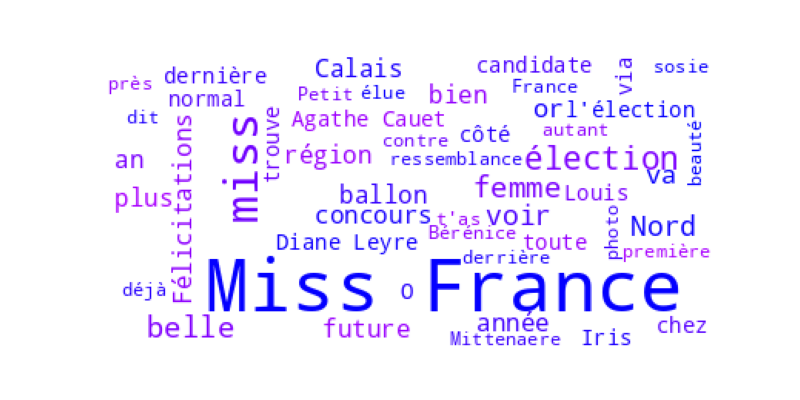 Calais
candidate
via
sosie
près
dernière
Petit
élue
bien
France
normal
or
l'élection
dit
Félicitations
miss
trouve
Agathe Cauet
contre
côté
autant
beauté
an
région
ressemblance
élection
va
plus
ballon
femme
Louis
concours
t'as
voir
Bérénice
photo
Nord
Diane Leyre
toute
première
derrière
déjà
Miss France
O
belle
future
année
Mittenaere
Iris
chez